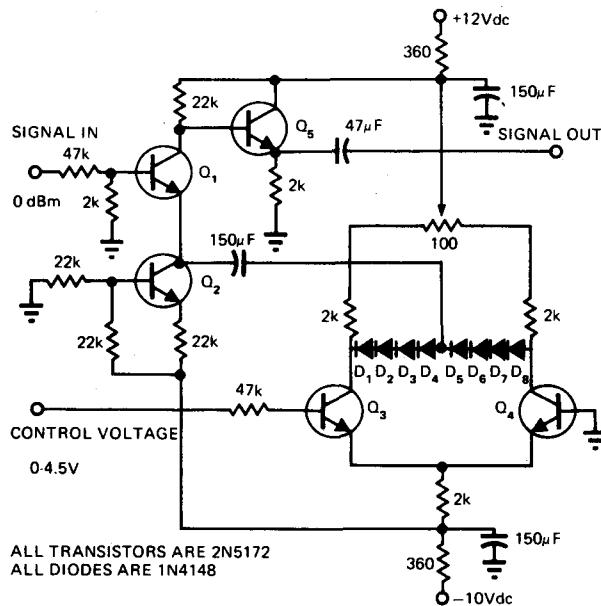 +12Vdc
360
150μF
22k
Q5
47μF
SIGNAL OUT
SIGNAL IN
47k
Q1
2k
0 dBm
2k
100
150μF
22k
Q2
2k
2k
22k
22k
D1 D2 D3 D4 D5 D6 D7 D8
47k
Q3
Q4
CONTROL VOLTAGE
0-4.5V
2k
150μF
ALL TRANSISTORS ARE 2N5172
360
ALL DIODES ARE 1N4148
−10Vdc